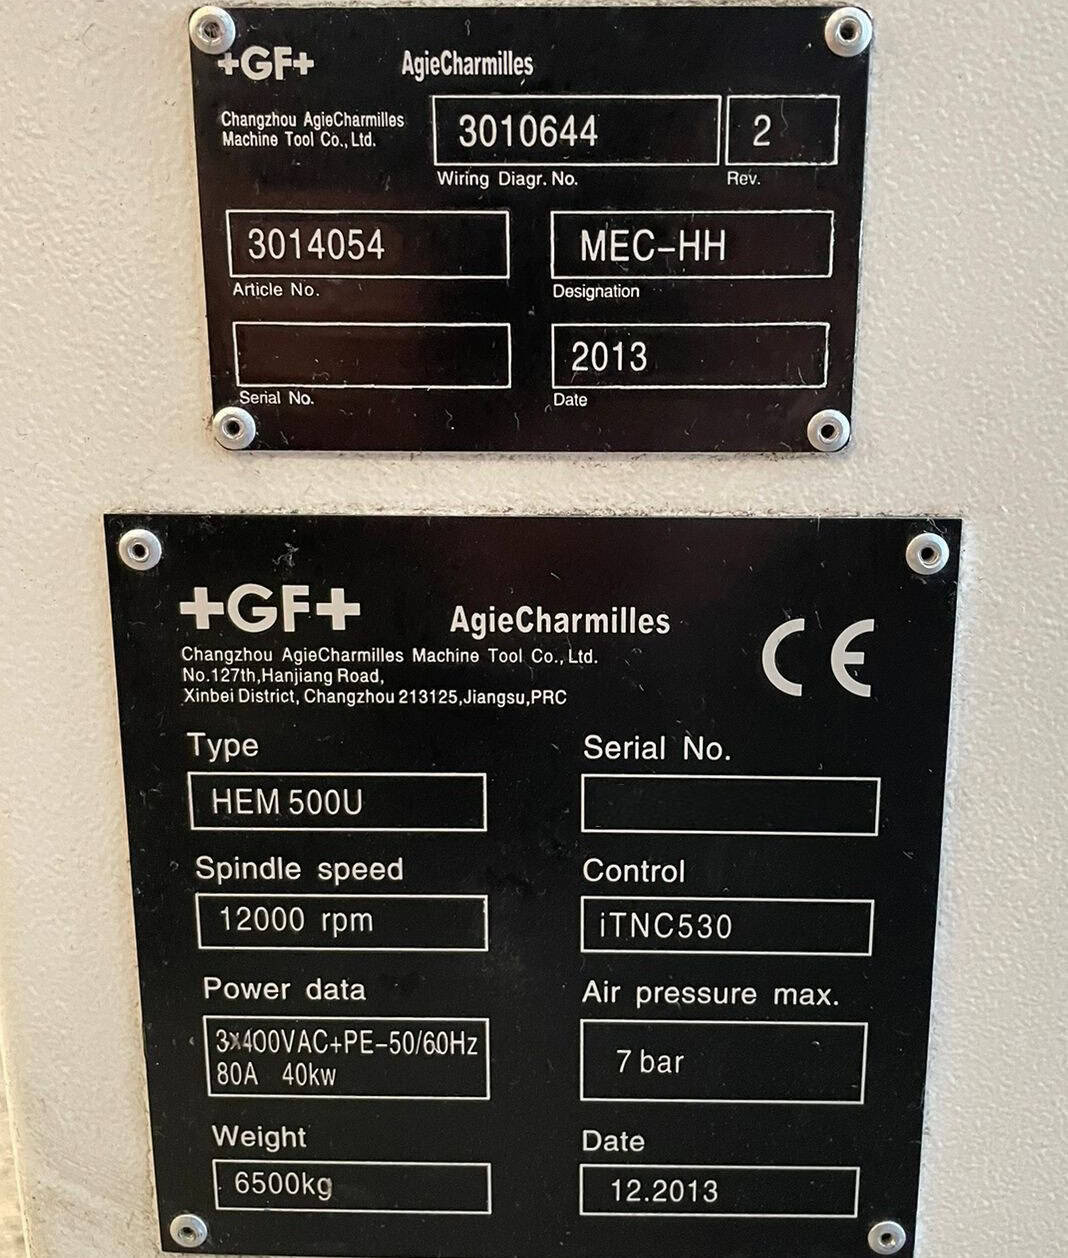 +GF+ AgieCharmilles
Changzhou AgieCharmilles
Machine Tool Co., Ltd.
3010644 2
Wiring Diagr. No. Rev.
3014054 MEC-HH
Article No. Designation
2013
Serial No. Date
+GF+ AgieCharmilles CE
Changzhou AgieCharmilles Machine Tool Co., Ltd.
No.127th,Hanjiang Road,
Xinbei District, Changzhou 213125,Jiangsu,PRC
Type Serial No.
HEM 500U
Spindle speed Control
12000 rpm iTNC530
Power data Air pressure max.
3x400VAC+PE-50/60Hz
80A 40kw 7 bar
Weight Date
6500kg 12.2013